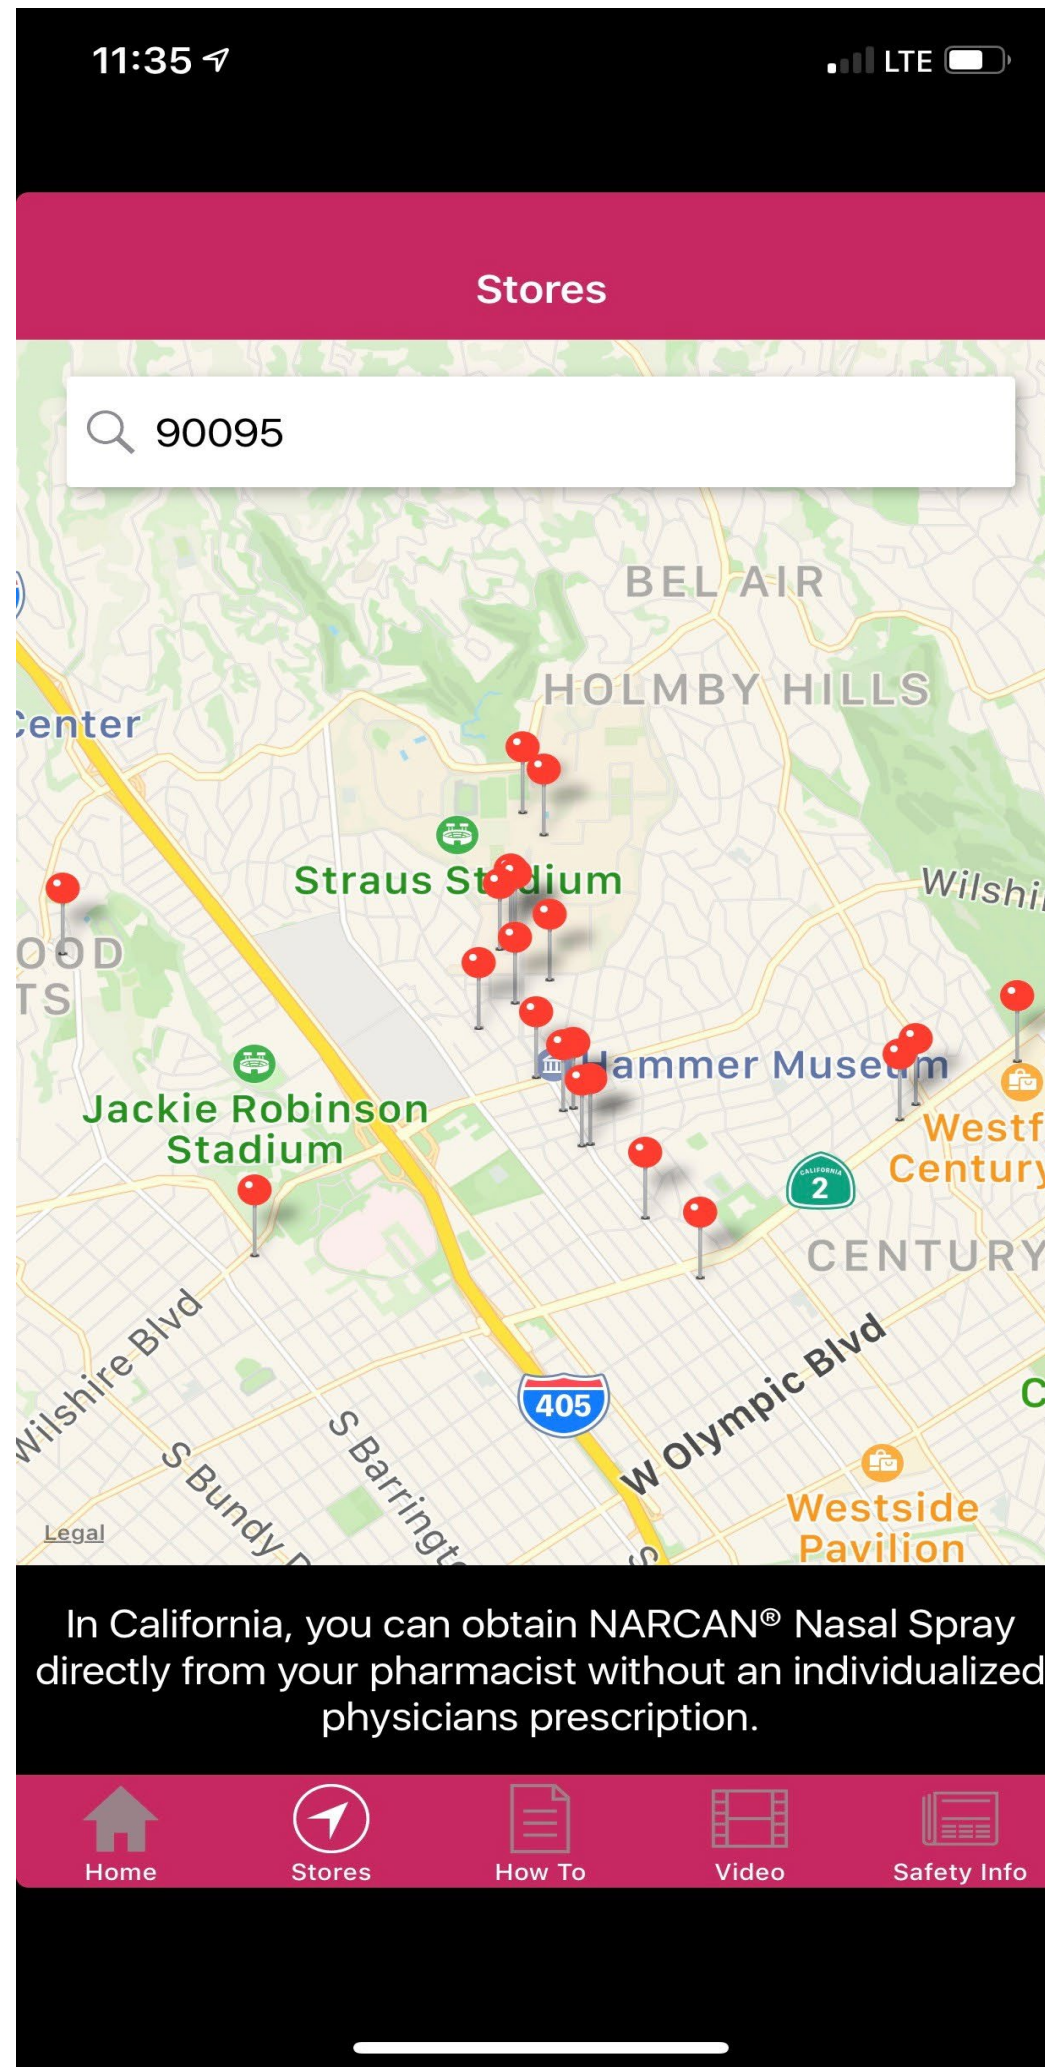 11:35
LTE
Stores
90095
BEL AIR
HOLMBY HILLS
Center
Straus Stadium
Wilshi
OOD
TS
Hammer Museum
Jackie Robinson
Stadium
Westf
Century
CALIFORNIA
2
CENTURY
Wilshire Blvd
W Olympic Blvd
405
S Barringt
S Bundy D
C
Westside
Pavilion
S
Legal
In California, you can obtain NARCAN® Nasal Spray
directly from your pharmacist without an individualized
physicians prescription.
Home
Stores
How To
Video
Safety Info